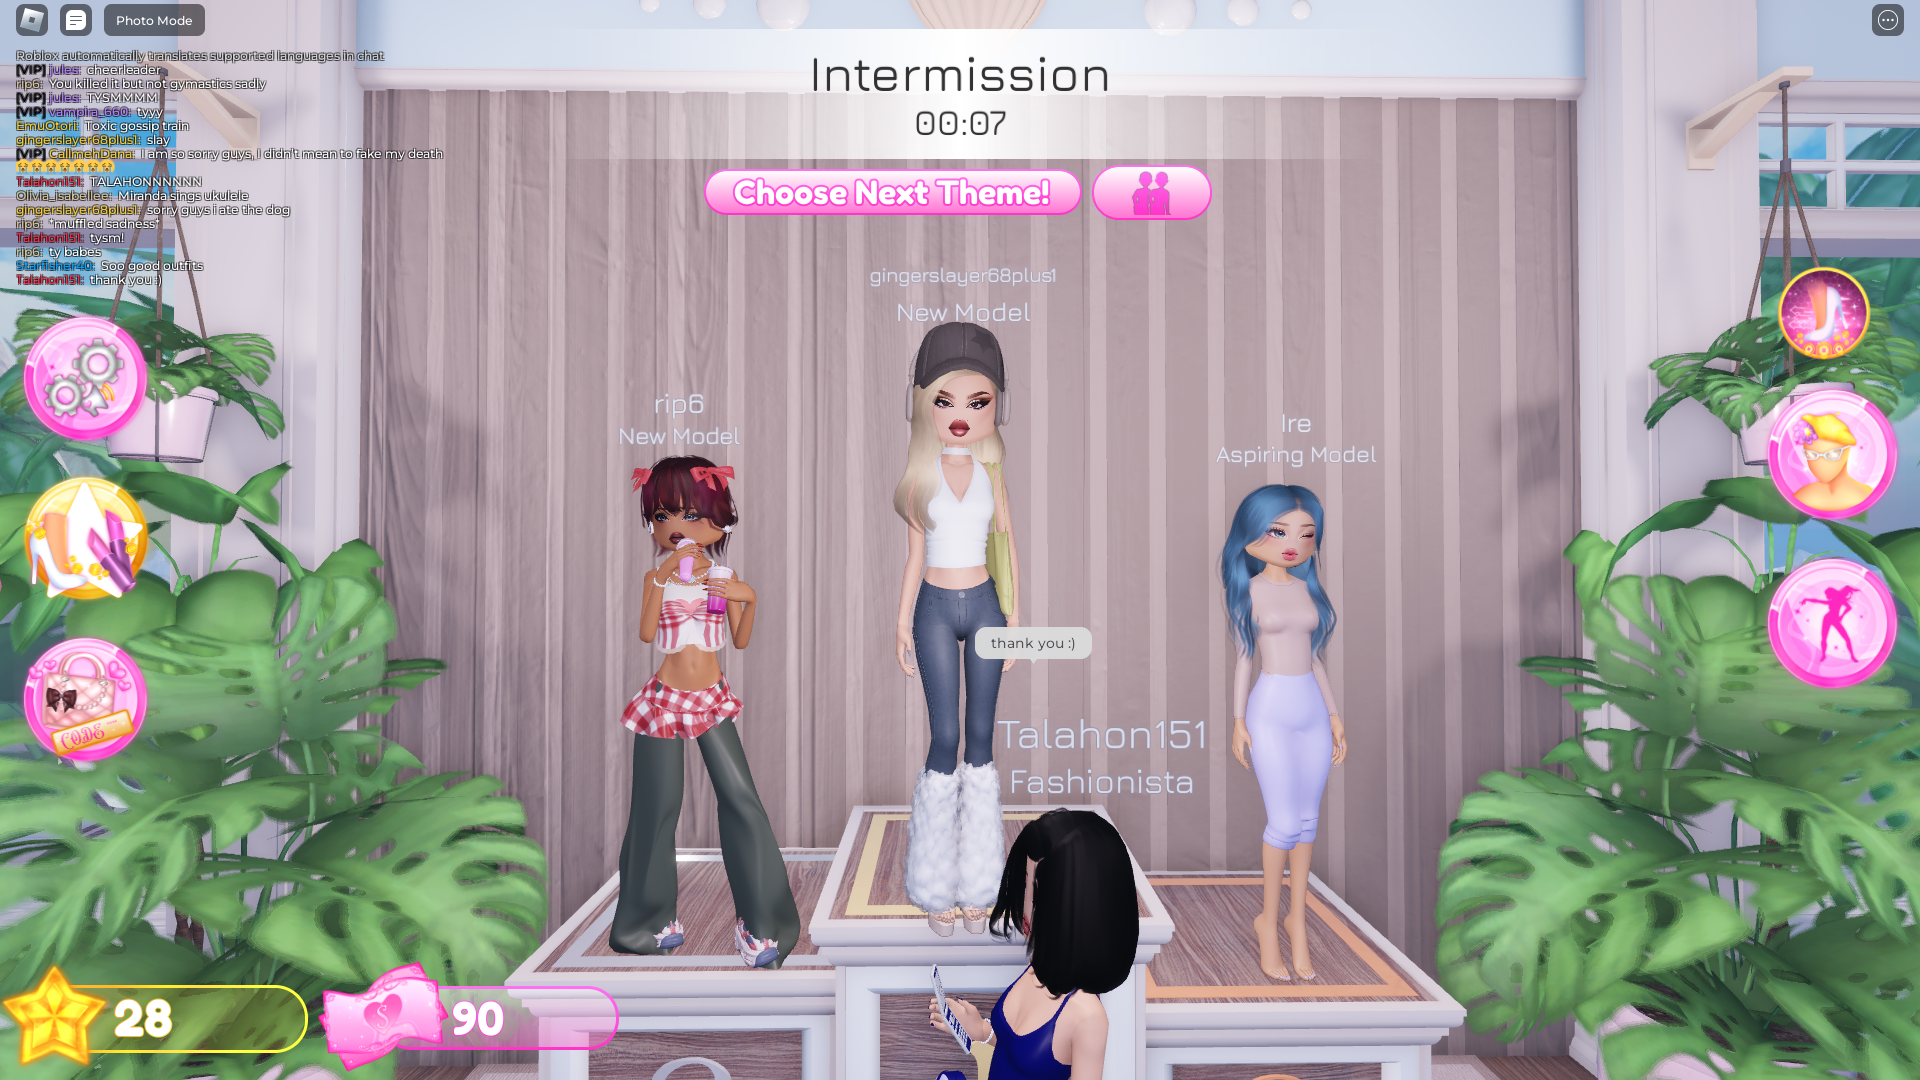 Photo Mode
Roblox automatically translates supported languages in chat
[VIP] jules: cheerleader
rip6: You killed it but not gymastics sadly
[VIP] jules: TYSMMMM
[VIP] vampira_660: tyyy
EmuOtori: Toxic gossip train
gingerslayer68plus1: slay
[VIP] CallmehDana: I am so sorry guys, I didn't mean to fake my death
Talahon151: TALAHONNNNNN
Olivia_isabellee: Miranda sings ukulele
gingerslayer68plus1: sorry guys i ate the dog
rip6: *muffled sadness*
Talahon151: tysm!
rip6: ty babes
Starfisher40: Soo good outfits
Talahon151: thank you :)
Intermission
00:07
Choose Next Theme!
gingerslayer68plus1
New Model
rip6
New Model
Ire
Aspiring Model
thank you :)
Talahon151
Fashionista
CODE
28
90